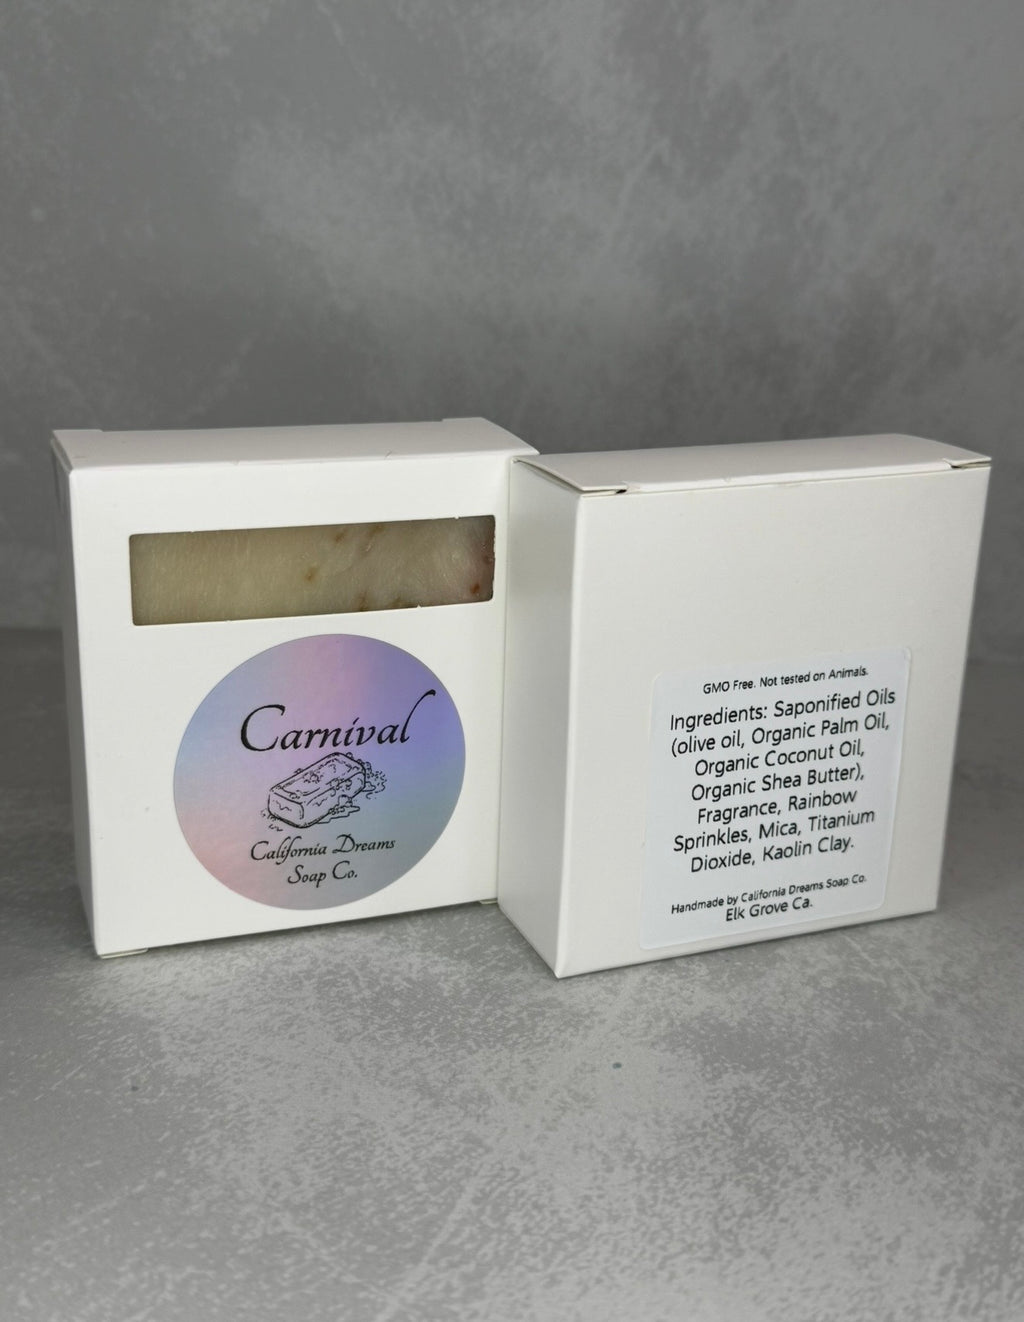 Carnival
California Dreams
Soap Co.
GMO Free. Not tested on Animals.
Ingredients: Saponified Oils
(olive oil, Organic Palm Oil,
Organic Coconut Oil,
Organic Shea Butter),
Fragrance, Rainbow
Sprinkles, Mica, Titanium
Dioxide, Kaolin Clay.
Handmade by California Dreams Soap Co.
Elk Grove Ca.